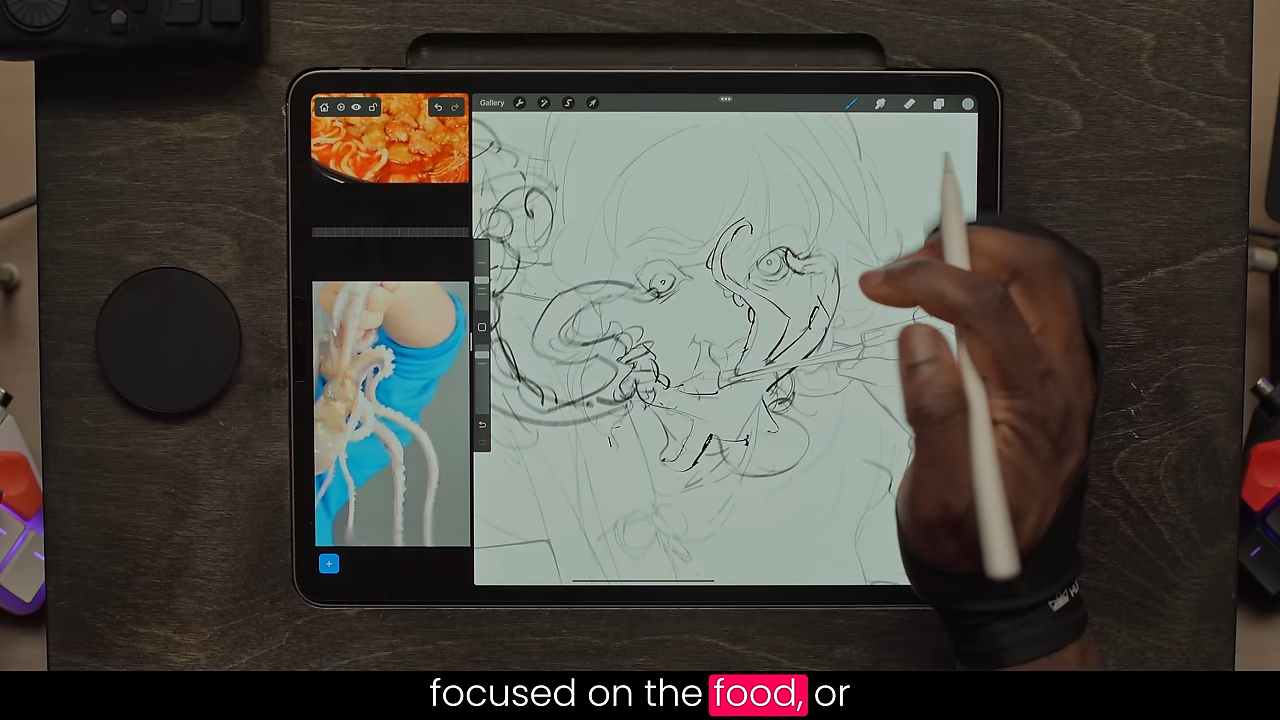 Gallery
focused on the food, or